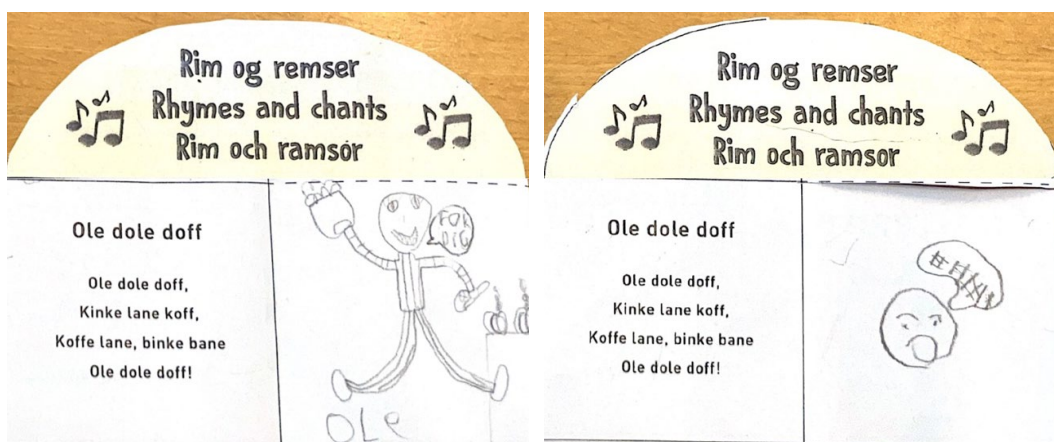 Rim og remser
Rhymes and chants
Rim och ramsor
Ole dole doff
Ole dole doff,
Kinke lane koff,
Koffe lane, binke bane
Ole dole doff!
FOR
DIG
OLe
Rim og remser
Rhymes and chants
Rim och ramsor
Ole dole doff
Ole dole doff,
Kinke lane koff,
Koffe lane, binke bane
Ole dole doff!